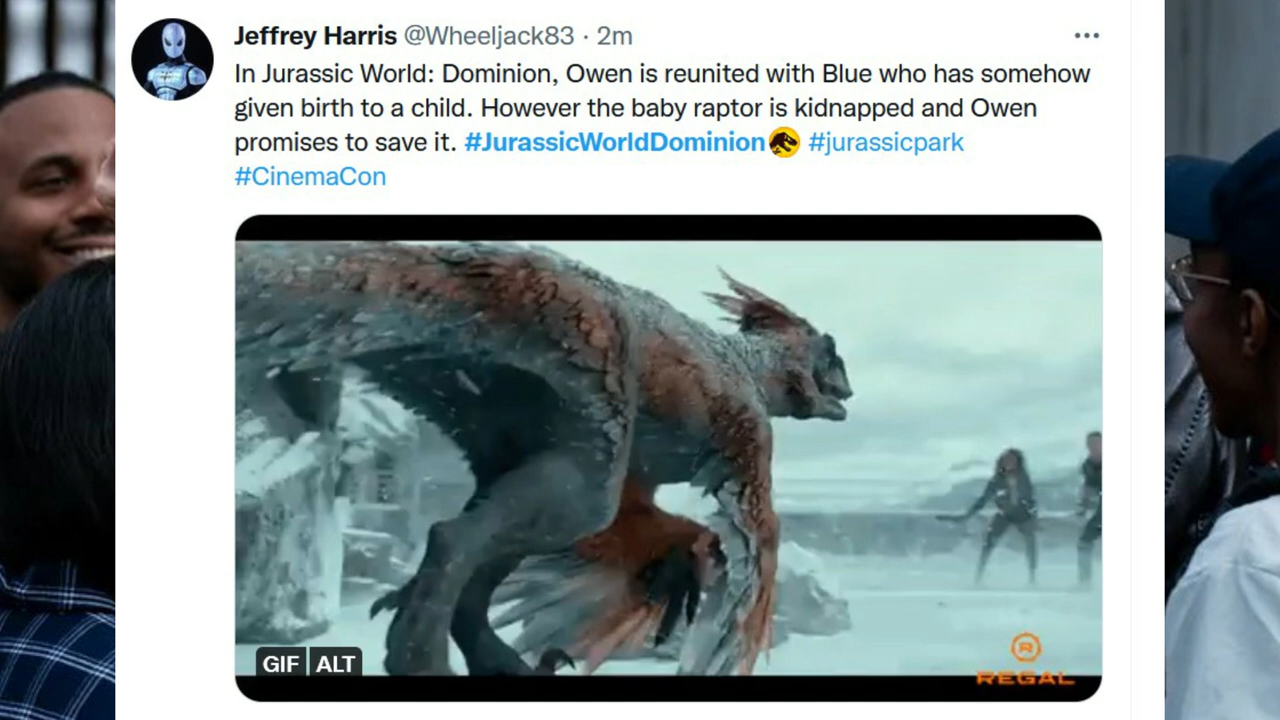 Jeffrey Harris @Wheeljack83 · 2m
In Jurassic World: Dominion, Owen is reunited with Blue who has somehow
given birth to a child. However the baby raptor is kidnapped and Owen
promises to save it. #JurassicWorldDominion #jurassicpark
#CinemaCon
GIF ALT
R
REGAL